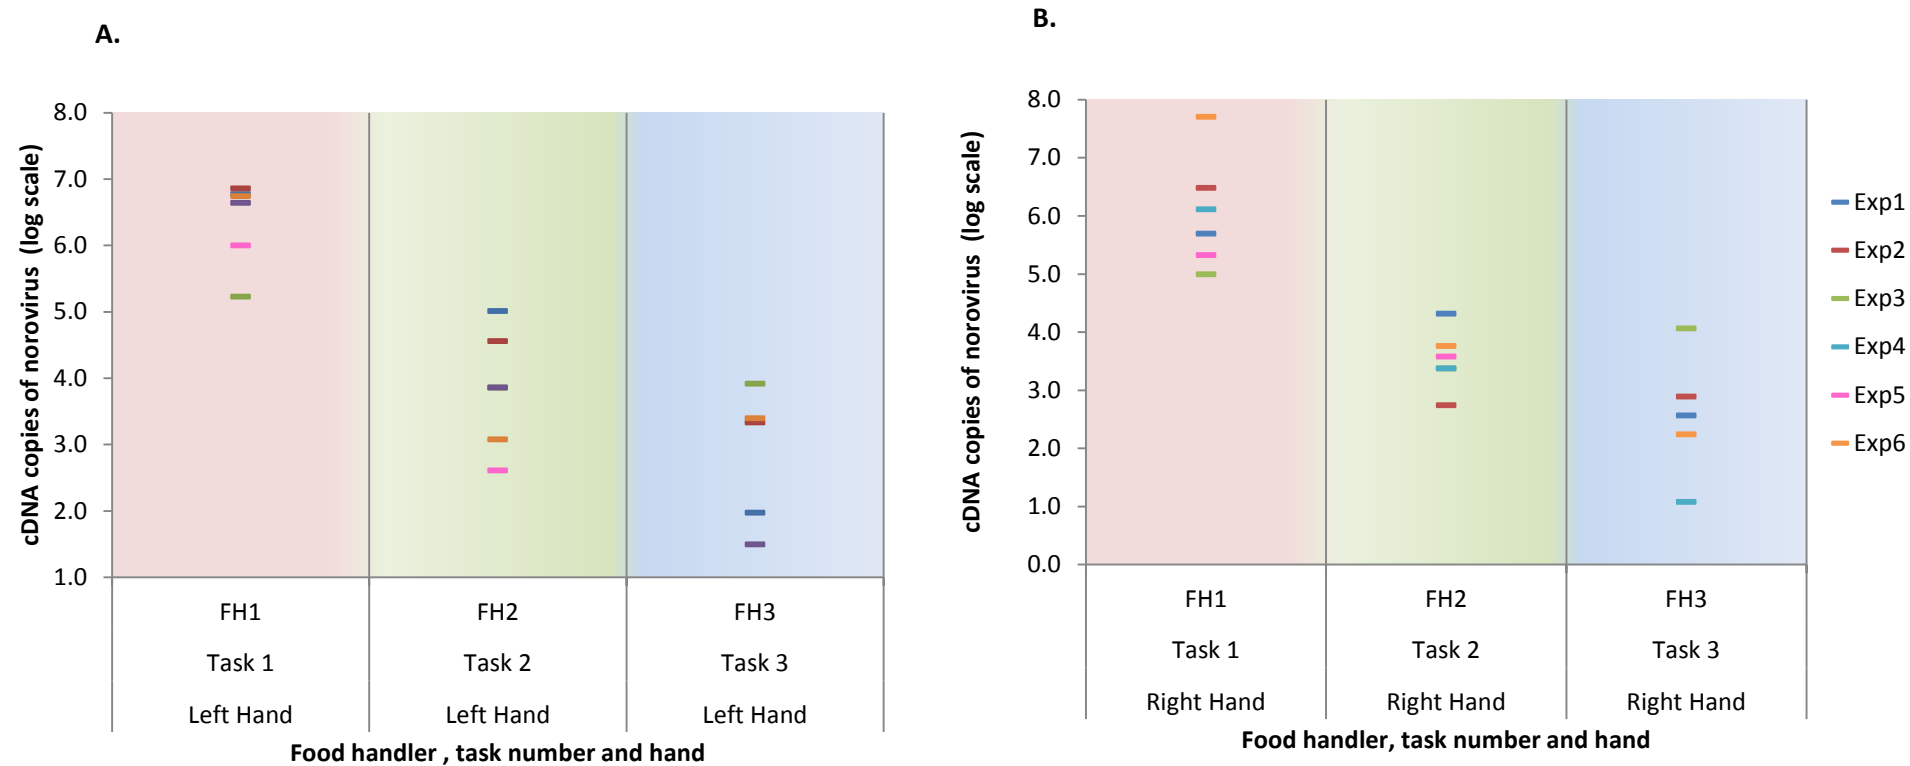 A.
cDNA copies of norovirus (log scale)
8.0
7.0
6.0
5.0
4.0
3.0
2.0
1.0
FH1 FH2 FH3
Task 1 Task 2 Task 3
Left Hand Left Hand Left Hand
Food handler , task number and hand
B.
cDNA copies of norovirus (log scale)
8.0
7.0
6.0
5.0
4.0
3.0
2.0
1.0
0.0
FH1 FH2 FH3
Task 1 Task 2 Task 3
Right Hand Right Hand Right Hand
Food handler, task number and hand
Exp1
Exp2
Exp3
Exp4
Exp5
Exp6